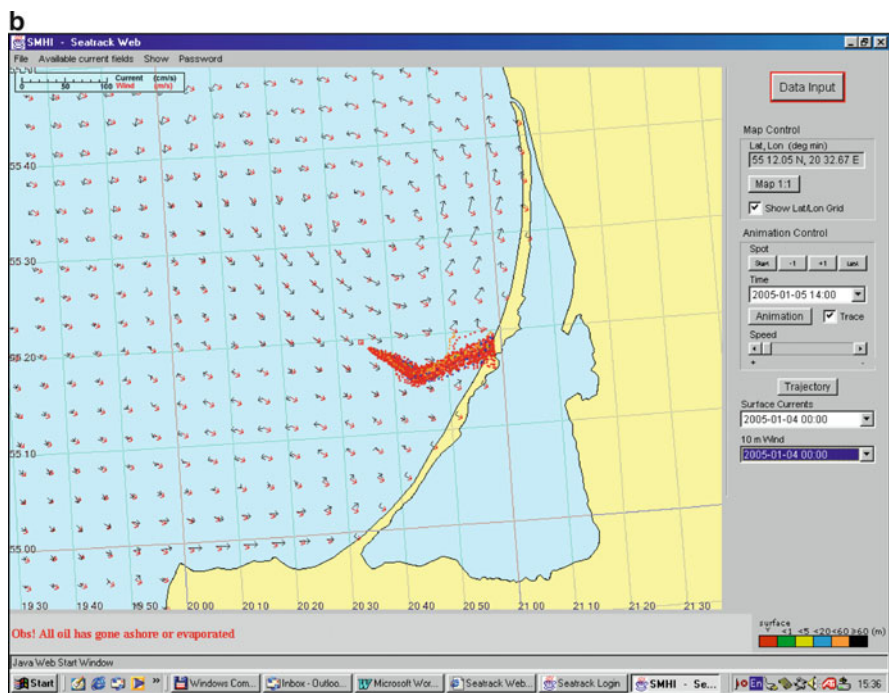 b
SMHI - Seatrack Web
File Available current fields Show Password
Current (cm/s)
0 50 100 Wind (m/s)
Data Input
Map Control
Lat, Lon (deg min)
55 12.05 N, 20 32.67 E
Map 1:1
Show Lat/Lon Grid
Animation Control
Spot
Start -1 +1 Last
Time
2005-01-05 14:00
Animation Trace
Speed
+ -
Trajectory
Surface Currents
2005-01-04 00:00
10 m Wind
2005-01-04 00:00
55 40
55 30
55 20
55 10
55 00
19 30 19 40 19 50 20 00 20 10 20 20 20 30 20 40 20 50 21 00 21 10 21 20 21 30
Obs! All oil has gone ashore or evaporated
surface
<1 <5 <20 <60 ≥60 (m)
Java Web Start Window
Start » Windows Com... Inbox - Outloo... Microsoft Wor... Seatrack Web... Seatrack Login SMHI - Se... En 15:36